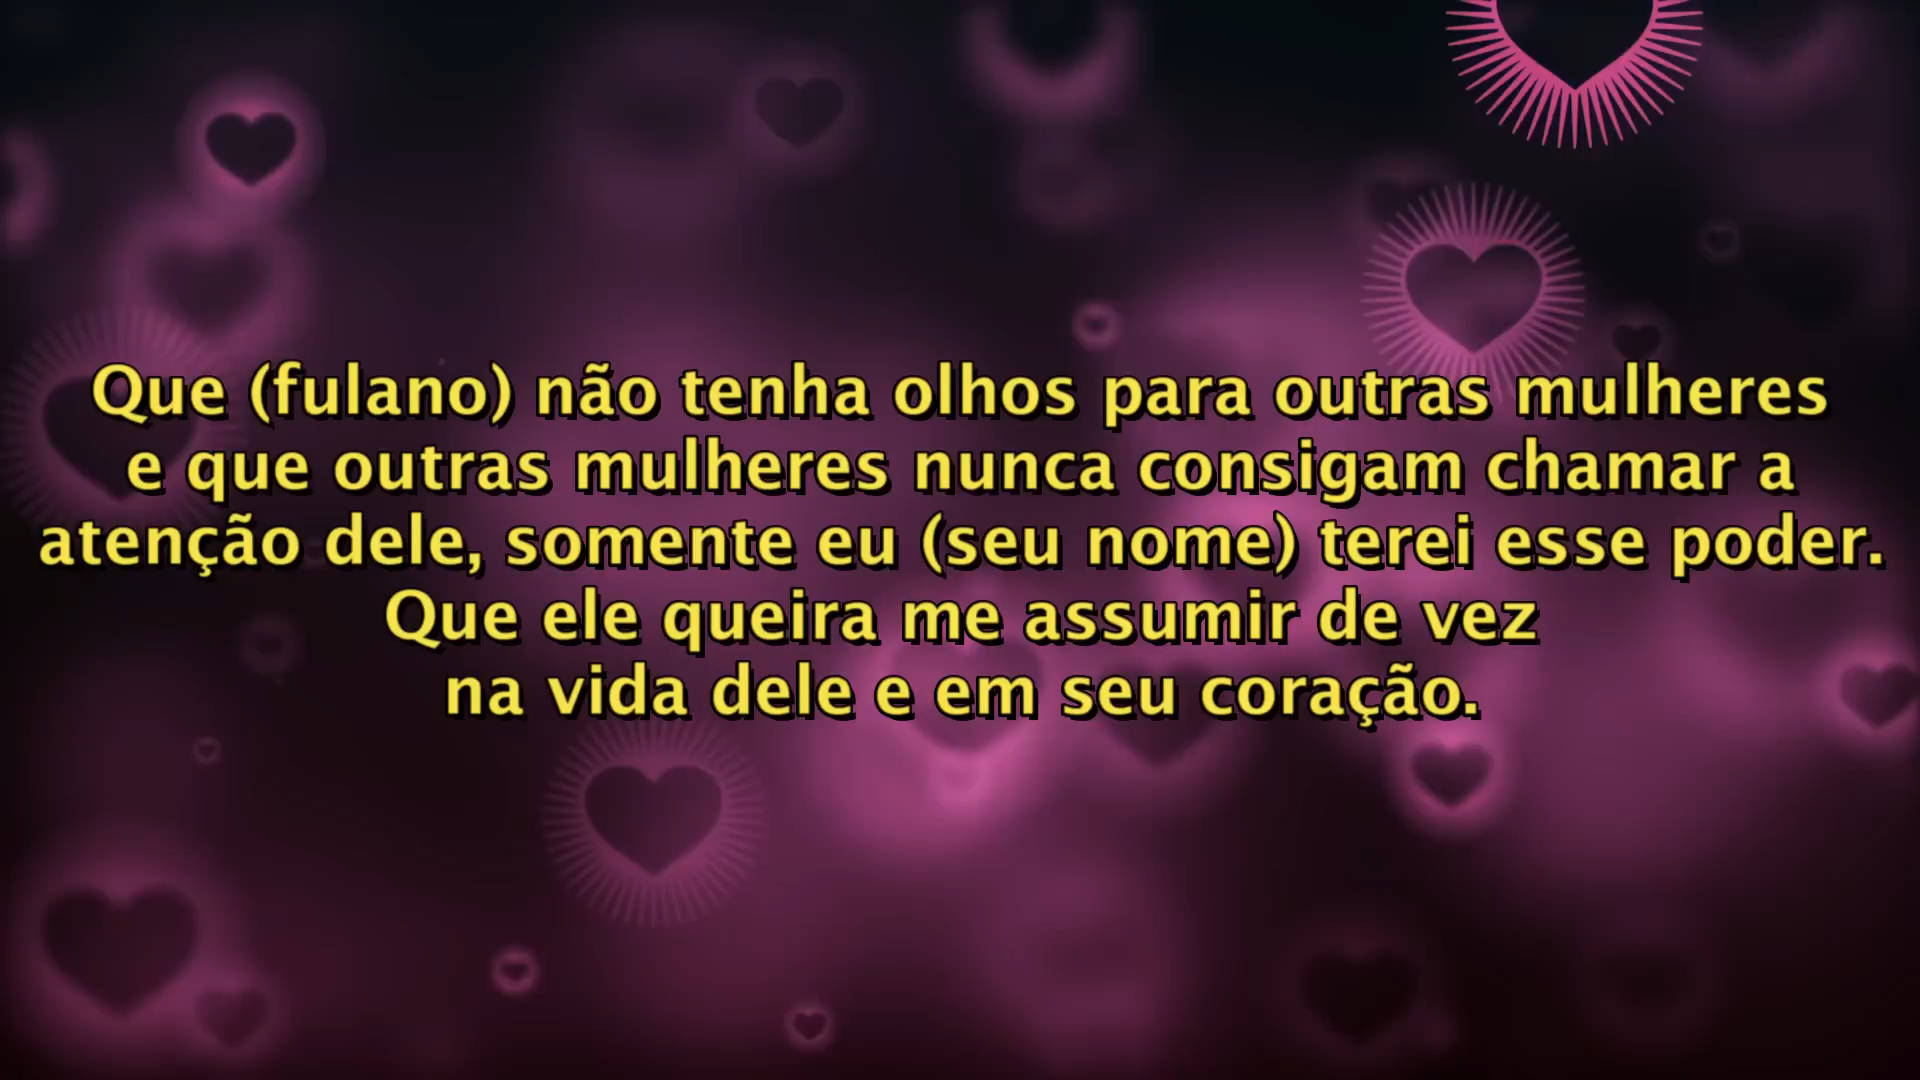 Que (fulano) não tenha olhos para outras mulheres
e que outras mulheres nunca consigam chamar a
atenção dele, somente eu (seu nome) terei esse poder.
Que ele queira me assumir de vez
na vida dele e em seu coração.